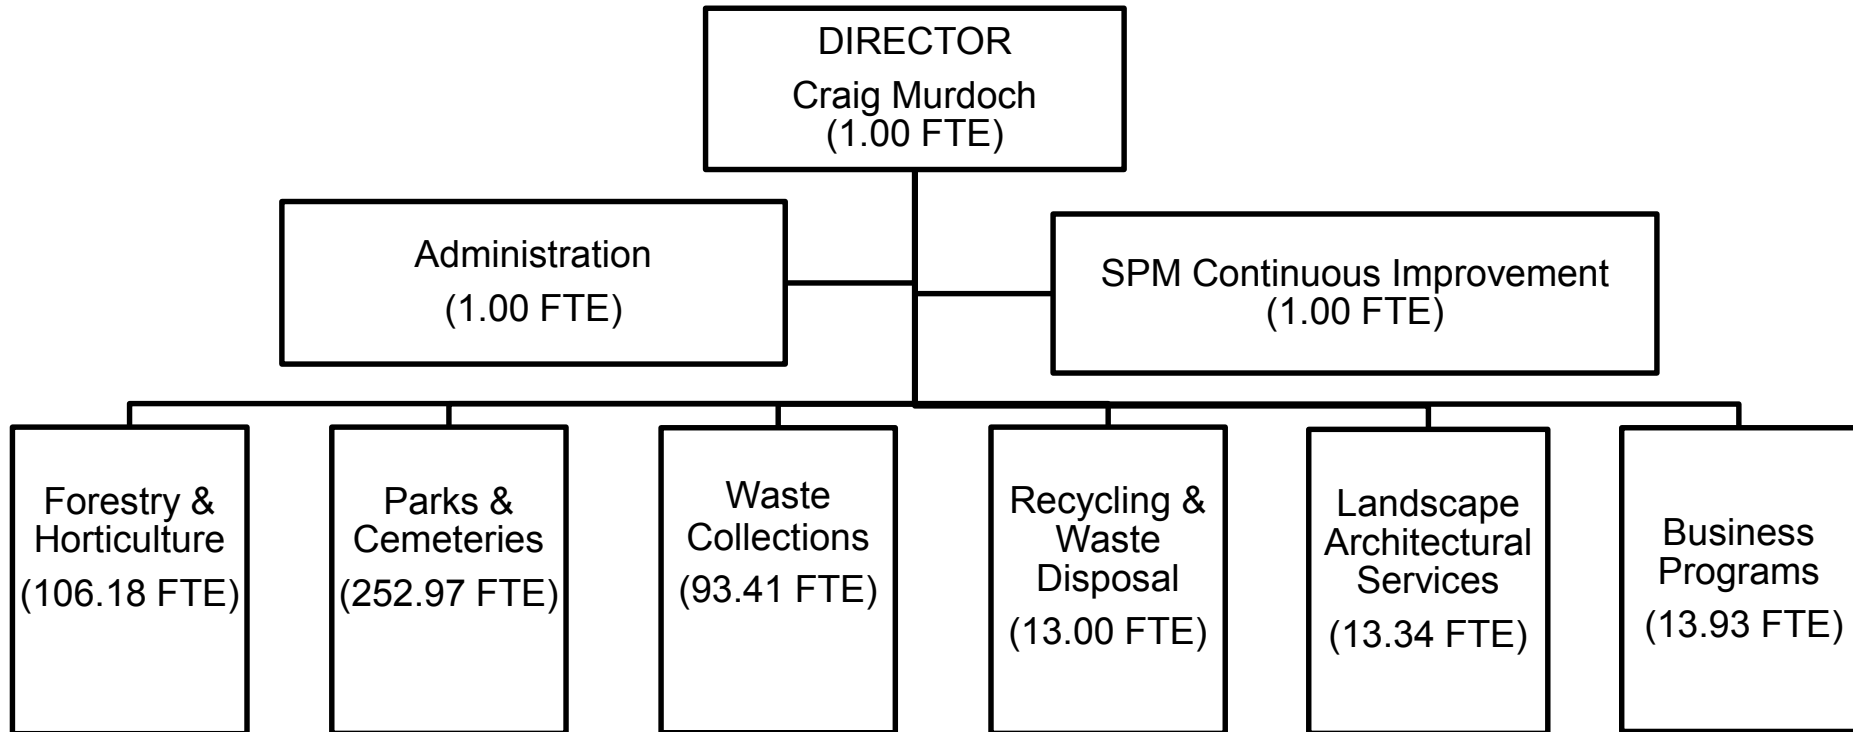 DIRECTOR
Craig Murdoch
(1.00 FTE)
Administration
(1.00 FTE)
SPM Continuous Improvement
(1.00 FTE)
Forestry &
Horticulture
(106.18 FTE)
Parks &
Cemeteries
(252.97 FTE)
Waste
Collections
(93.41 FTE)
Recycling &
Waste
Disposal
(13.00 FTE)
Landscape
Architectural
Services
(13.34 FTE)
Business
Programs
(13.93 FTE)